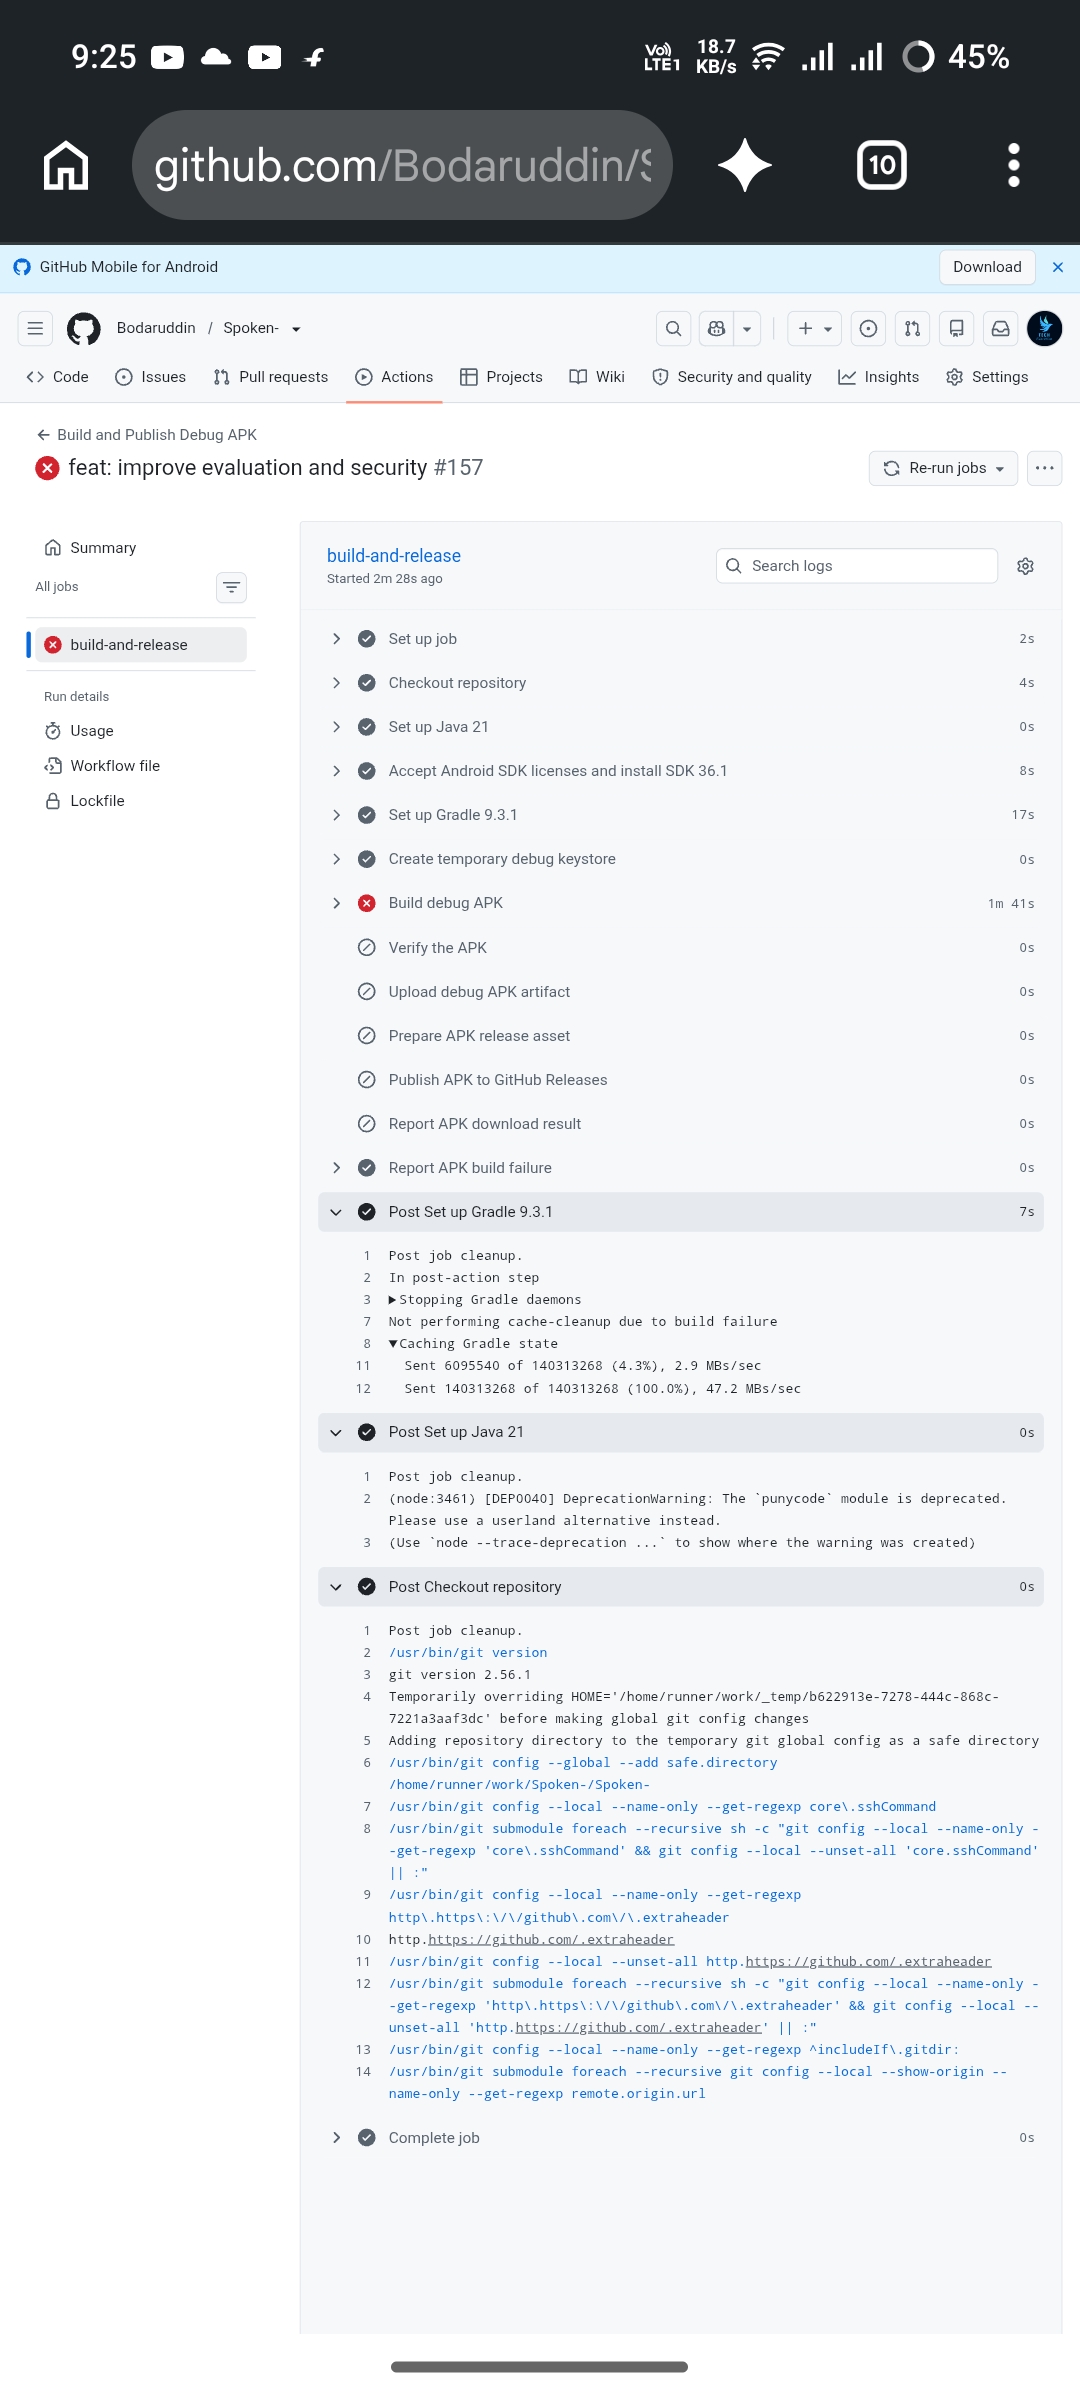 9:25
Vo) LTE1
18.7 KB/s
45%
github.com/Bodaruddin/S
10
GitHub Mobile for Android
Download
Bodaruddin / Spoken-
Code
Issues
Pull requests
Actions
Projects
Wiki
Security and quality
Insights
Settings
Build and Publish Debug APK
feat: improve evaluation and security #157
Re-run jobs
Summary
All jobs
build-and-release
Run details
Usage
Workflow file
Lockfile
build-and-release
Started 2m 28s ago
Search logs
Set up job 2s
Checkout repository 4s
Set up Java 21 0s
Accept Android SDK licenses and install SDK 36.1 8s
Set up Gradle 9.3.1 17s
Create temporary debug keystore 0s
Build debug APK 1m 41s
Verify the APK 0s
Upload debug APK artifact 0s
Prepare APK release asset 0s
Publish APK to GitHub Releases 0s
Report APK download result 0s
Report APK build failure 0s
Post Set up Gradle 9.3.1 7s
1 Post job cleanup.
2 In post-action step
3 ▶Stopping Gradle daemons
7 Not performing cache-cleanup due to build failure
8 ▼Caching Gradle state
11 Sent 6095540 of 140313268 (4.3%), 2.9 MBs/sec
12 Sent 140313268 of 140313268 (100.0%), 47.2 MBs/sec
Post Set up Java 21 0s
1 Post job cleanup.
2 (node:3461) [DEP0040] DeprecationWarning: The `punycode` module is deprecated.
Please use a userland alternative instead.
3 (Use `node --trace-deprecation ...` to show where the warning was created)
Post Checkout repository 0s
1 Post job cleanup.
2 /usr/bin/git version
3 git version 2.56.1
4 Temporarily overriding HOME='/home/runner/work/_temp/b622913e-7278-444c-868c-
7221a3aaf3dc' before making global git config changes
5 Adding repository directory to the temporary git global config as a safe directory
6 /usr/bin/git config --global --add safe.directory
/home/runner/work/Spoken-/Spoken-
7 /usr/bin/git config --local --name-only --get-regexp core\.sshCommand
8 /usr/bin/git submodule foreach --recursive sh -c "git config --local --name-only -
-get-regexp 'core\.sshCommand' && git config --local --unset-all 'core.sshCommand'
|| :"
9 /usr/bin/git config --local --name-only --get-regexp
http\.https\:\/\/github\.com\/\.extraheader
10 http.https://github.com/.extraheader
11 /usr/bin/git config --local --unset-all http.https://github.com/.extraheader
12 /usr/bin/git submodule foreach --recursive sh -c "git config --local --name-only -
-get-regexp 'http\.https\:\/\/github\.com\/\.extraheader' && git config --local --
unset-all 'http.https://github.com/.extraheader' || :"
13 /usr/bin/git config --local --name-only --get-regexp ^includeIf\.gitdir:
14 /usr/bin/git submodule foreach --recursive git config --local --show-origin --
name-only --get-regexp remote.origin.url
Complete job 0s